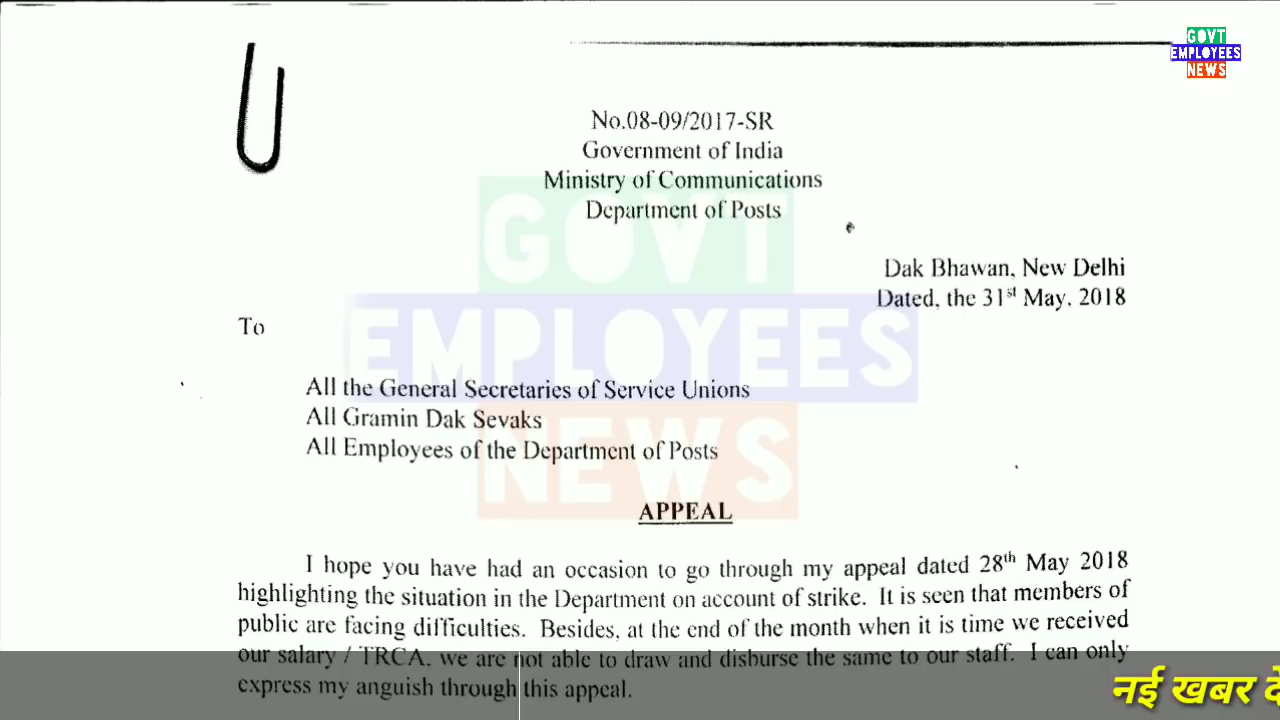 GOVT
EMPLOYEES
NEWS
No.08-09/2017-SR
Government of India
Ministry of Communications
Department of Posts
Dak Bhawan, New Delhi
Dated, the 31st May. 2018
To
All the General Secretaries of Service Unions
All Gramin Dak Sevaks
All Employees of the Department of Posts
GOVT
EMPLOYEES
NEWS
APPEAL
I hope you have had an occasion to go through my appeal dated 28th May 2018
highlighting the situation in the Department on account of strike. It is seen that members of
public are facing difficulties. Besides, at the end of the month when it is time we received
our salary / TRCA, we are not able to draw and disburse the same to our staff. I can only
express my anguish through this appeal.
नई खबर